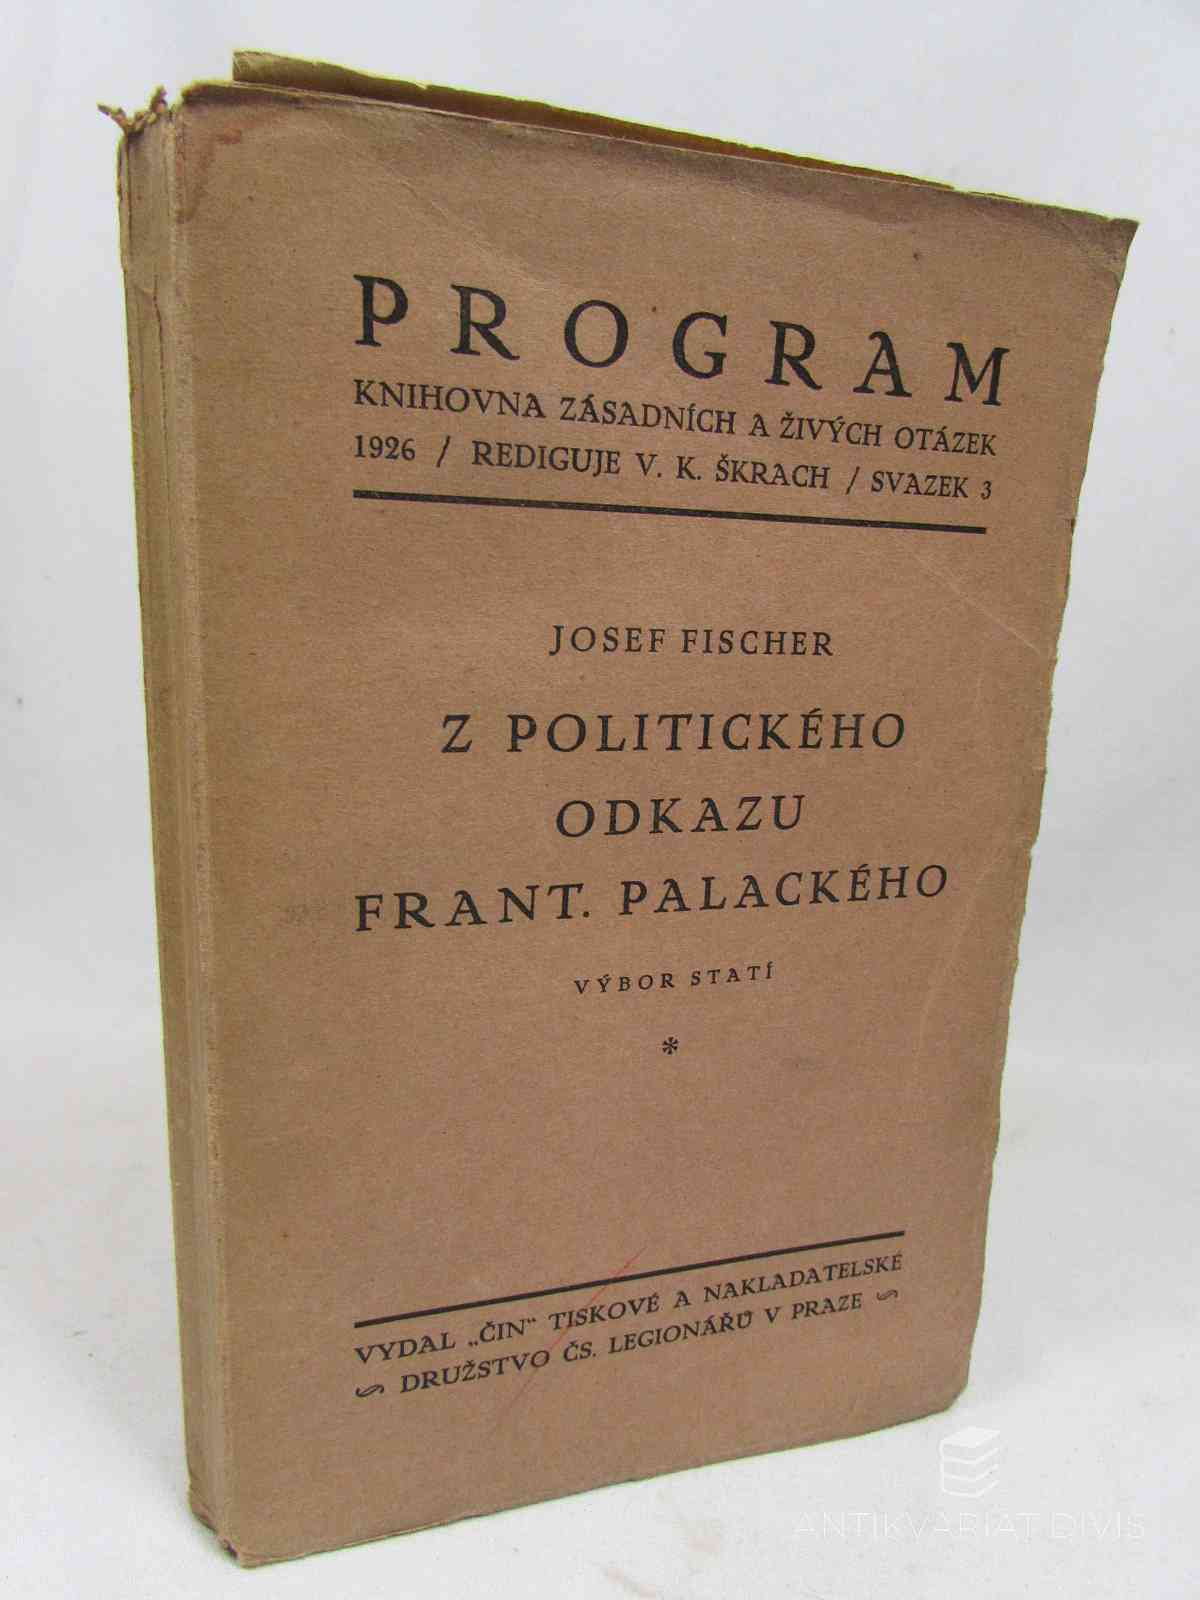 PROGRAM
KNIHOVNA ZÁSADNÍCH A ŽIVÝCH OTÁZEK
1926 / REDIGUJE V. K. ŠKRACH / SVAZEK 3
JOSEF FISCHER
Z POLITICKÉHO
ODKAZU
FRANT. PALACKÉHO
VÝBOR STATÍ
*
VYDAL „ČIN“ TISKOVÉ A NAKLADATELSKÉ
DRUŽSTVO ČS. LEGIONÁŘŮ V PRAZE
ANTIKVARIAT DIVIS